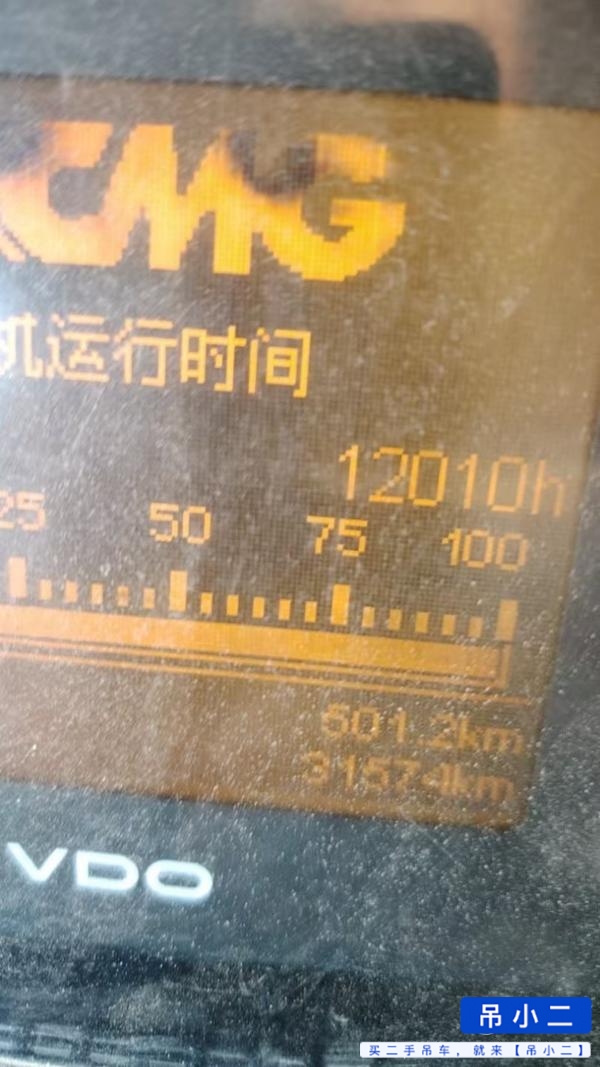 XCMG
机运行时间
12010h
25 50 75 100
601.2km
31574km
VDO
吊小二
买二手吊车，就来【吊小二】